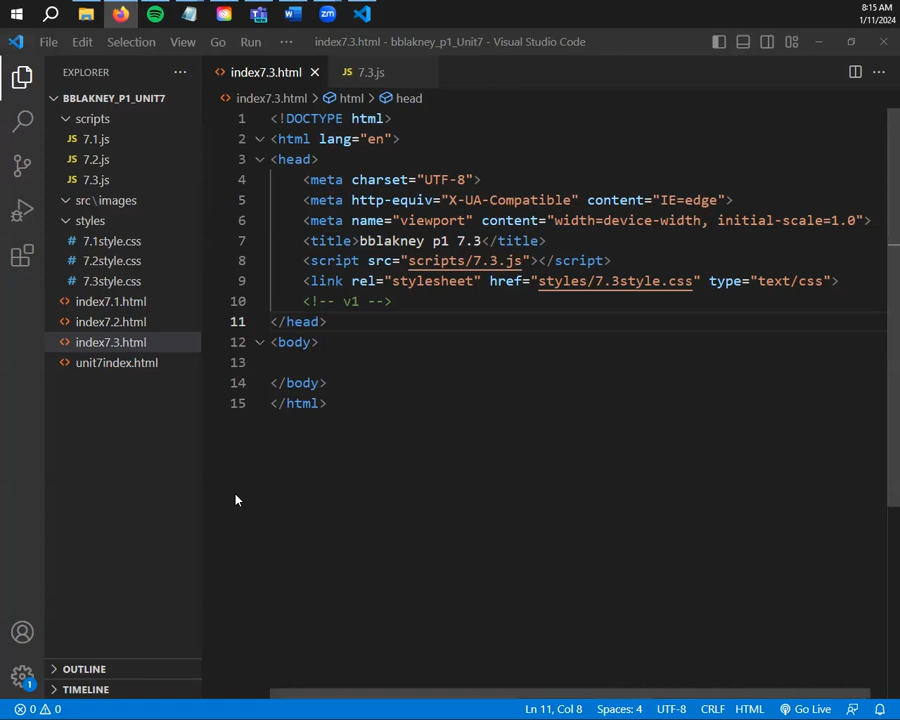 8:15 AM
1/11/2024
zm
File Edit Selection View Go Run ··· index7.3.html - bblakney_p1_Unit7 - Visual Studio Code
EXPLORER ···
index7.3.html
JS 7.3.js
index7.3.html > html > head
BBLAKNEY_P1_UNIT7
scripts
JS 7.1.js
JS 7.2.js
JS 7.3.js
src\images
styles
# 7.1style.css
# 7.2style.css
# 7.3style.css
<> index7.1.html
<> index7.2.html
<> index7.3.html
<> unit7index.html
OUTLINE
TIMELINE
1 <!DOCTYPE html>
2 <html lang="en">
3 <head>
4 <meta charset="UTF-8">
5 <meta http-equiv="X-UA-Compatible" content="IE=edge">
6 <meta name="viewport" content="width=device-width, initial-scale=1.0">
7 <title>bblakney p1 7.3</title>
8 <script src="scripts/7.3.js"></script>
9 <link rel="stylesheet" href="styles/7.3style.css" type="text/css">
10 <!-- v1 -->
11 </head>
12 <body>
13
14 </body>
15 </html>
1
0 0 Ln 11, Col 8 Spaces: 4 UTF-8 CRLF HTML Go Live